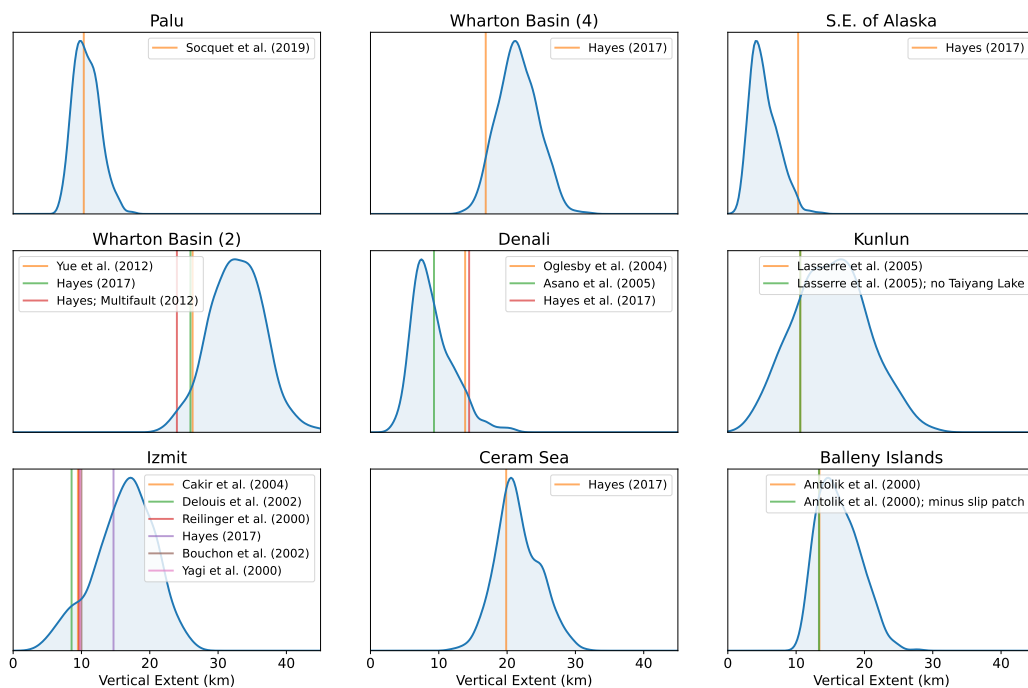 Palu
Socquet et al. (2019)
Wharton Basin (4)
Hayes (2017)
S.E. of Alaska
Hayes (2017)
Wharton Basin (2)
Yue et al. (2012)
Hayes (2017)
Hayes; Multifault (2012)
Denali
Oglesby et al. (2004)
Asano et al. (2005)
Hayes et al. (2017)
Kunlun
Lasserre et al. (2005)
Lasserre et al. (2005); no Taiyang Lake
Izmit
Cakir et al. (2004)
Delouis et al. (2002)
Reilinger et al. (2000)
Hayes (2017)
Bouchon et al. (2002)
Yagi et al. (2000)
0 10 20 30 40
Vertical Extent (km)
Ceram Sea
Hayes (2017)
0 10 20 30 40
Vertical Extent (km)
Balleny Islands
Antolik et al. (2000)
Antolik et al. (2000); minus slip patch
0 10 20 30 40
Vertical Extent (km)